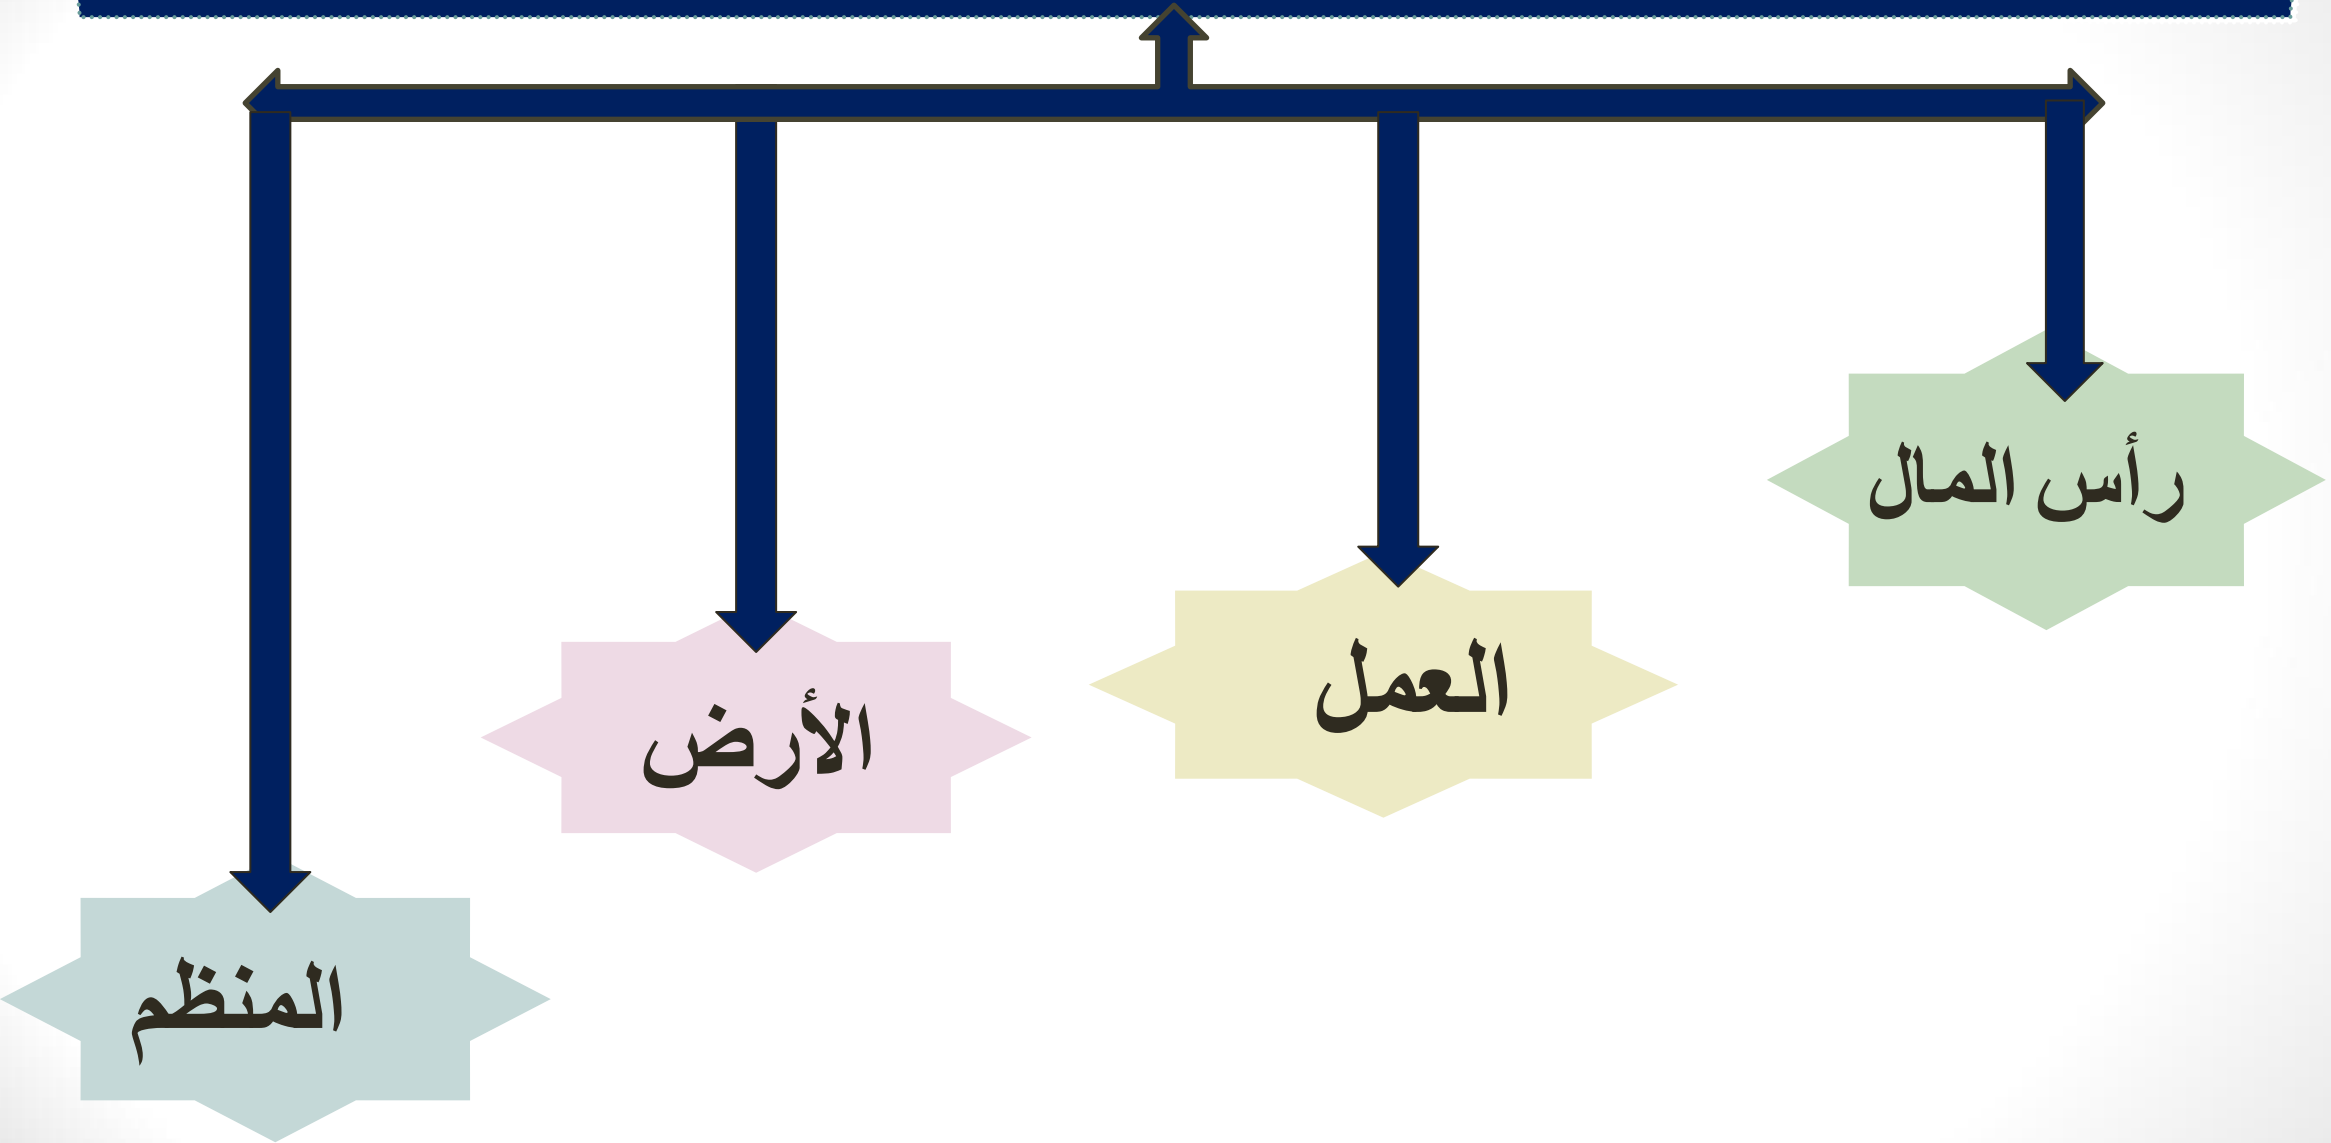 رأس المال
العمل
الأرض
المنظم